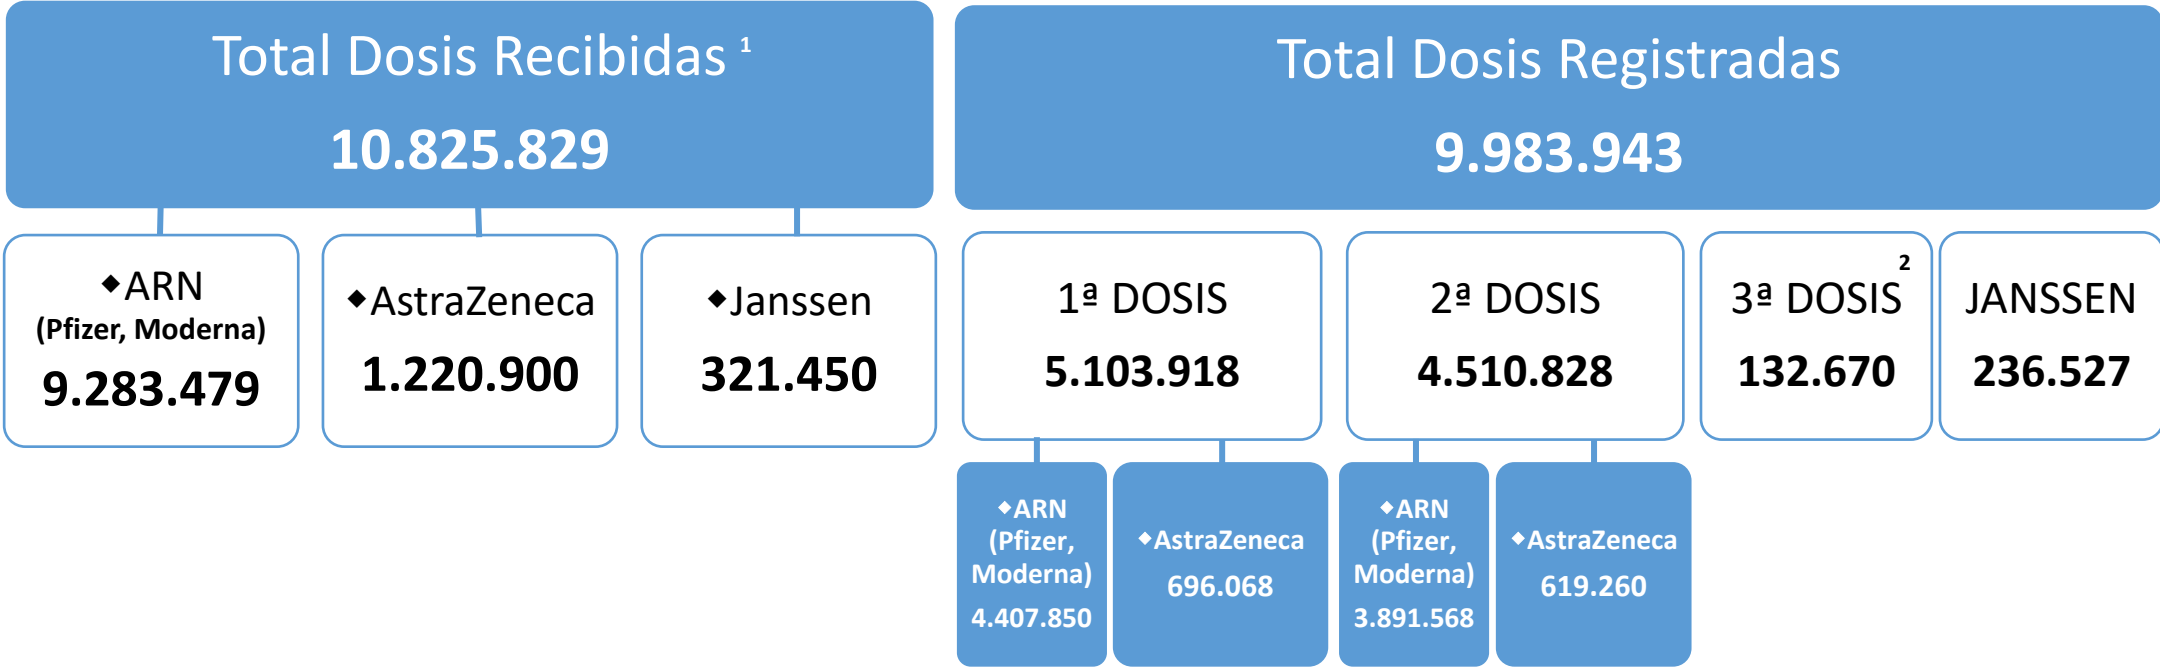 Total Dosis Recibidas 1
10.825.829
◆ARN
(Pfizer, Moderna)
9.283.479
◆AstraZeneca
1.220.900
◆Janssen
321.450
Total Dosis Registradas
9.983.943
1ª DOSIS
5.103.918
2ª DOSIS
4.510.828
3ª DOSIS 2
132.670
JANSSEN
236.527
◆ARN
(Pfizer,
Moderna)
4.407.850
◆AstraZeneca
696.068
◆ARN
(Pfizer,
Moderna)
3.891.568
◆AstraZeneca
619.260